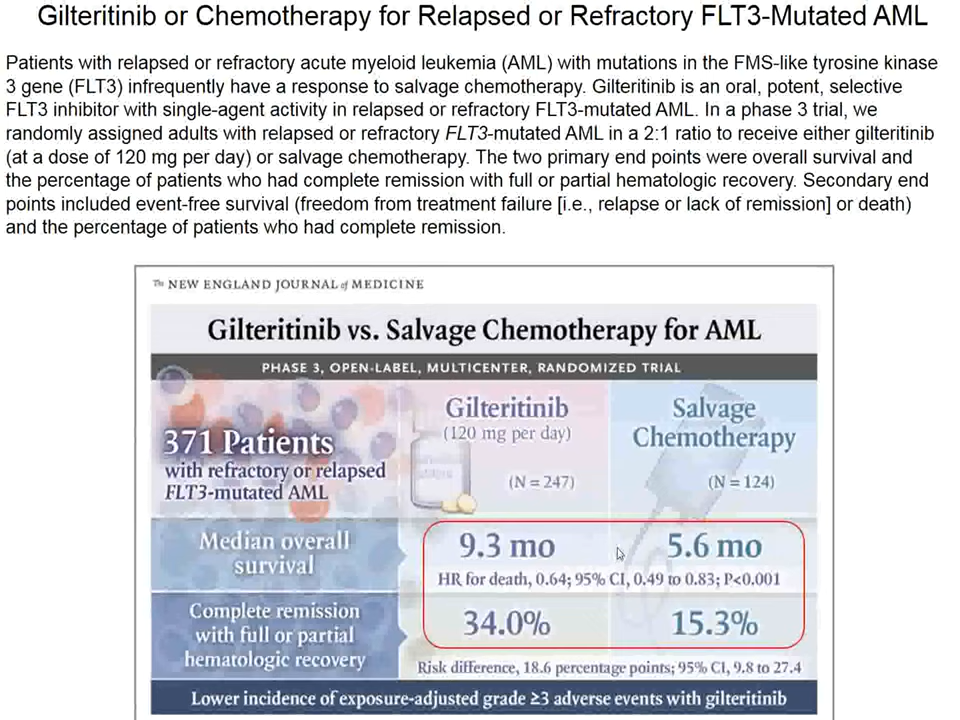 Gilteritinib or Chemotherapy for Relapsed or Refractory FLT3-Mutated AML
Patients with relapsed or refractory acute myeloid leukemia (AML) with mutations in the FMS-like tyrosine kinase
3 gene (FLT3) infrequently have a response to salvage chemotherapy. Gilteritinib is an oral, potent, selective
FLT3 inhibitor with single-agent activity in relapsed or refractory FLT3-mutated AML. In a phase 3 trial, we
randomly assigned adults with relapsed or refractory FLT3-mutated AML in a 2:1 ratio to receive either gilteritinib
(at a dose of 120 mg per day) or salvage chemotherapy. The two primary end points were overall survival and
the percentage of patients who had complete remission with full or partial hematologic recovery. Secondary end
points included event-free survival (freedom from treatment failure [i.e., relapse or lack of remission] or death)
and the percentage of patients who had complete remission.
The NEW ENGLAND JOURNAL of MEDICINE
Gilteritinib vs. Salvage Chemotherapy for AML
PHASE 3, OPEN-LABEL, MULTICENTER, RANDOMIZED TRIAL
371 Patients
with refractory or relapsed
FLT3-mutated AML
Gilteritinib
(120 mg per day)
(N = 247)
Salvage
Chemotherapy
(N = 124)
Median overall
survival
9.3 mo
5.6 mo
HR for death, 0.64; 95% CI, 0.49 to 0.83; P<0.001
Complete remission
with full or partial
hematologic recovery
34.0%
15.3%
Risk difference, 18.6 percentage points; 95% CI, 9.8 to 27.4
Lower incidence of exposure-adjusted grade ≥3 adverse events with gilteritinib